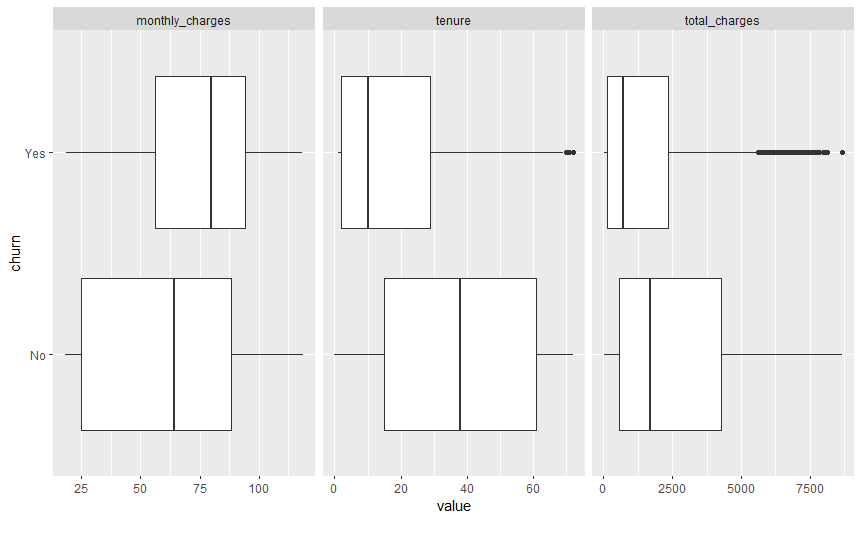 monthly_charges tenure total_charges
Yes
churn
No
25 50 75 100 0 20 40 60 0 2500 5000 7500
value